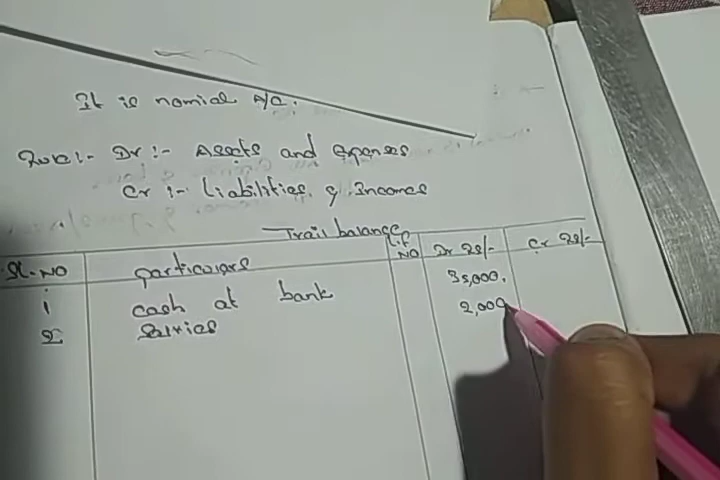 It is nomial A/C.
Rule:- Dr :- Assets and Expenses
Cr :- Liabilities & Incomes
Trail balance
Sl.No Particulars L.F No Dr Rs/- Cr Rs/-
1 Cash at bank 35,000.
2 Salries 2,000